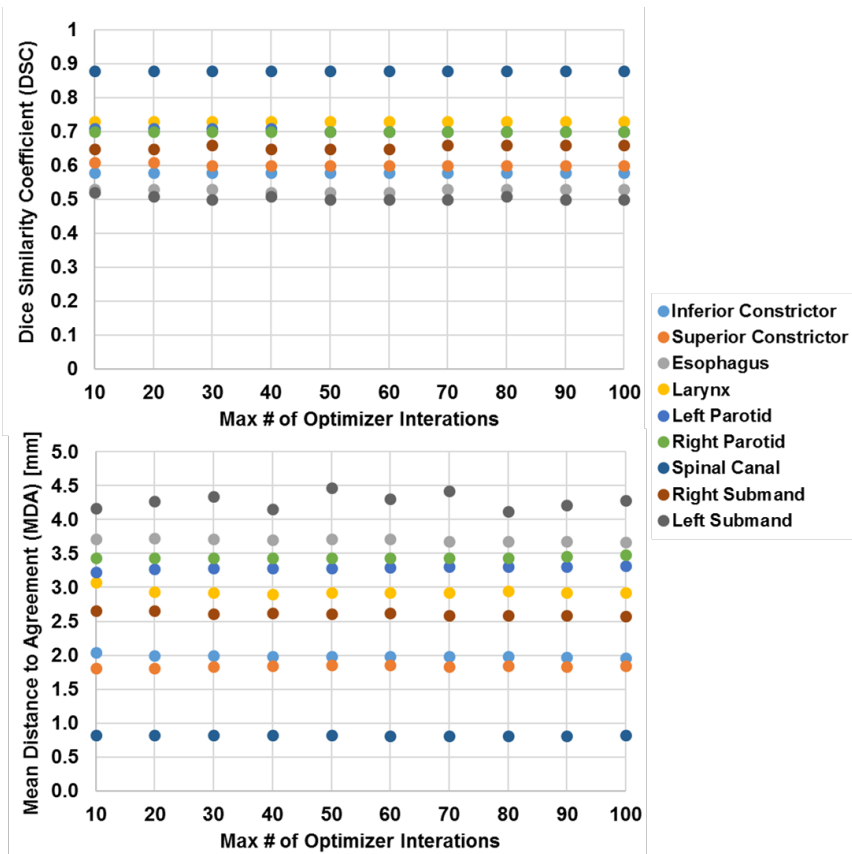 Dice Similarity Coefficient (DSC)
1
0.9
0.8
0.7
0.6
0.5
0.4
0.3
0.2
0.1
0
10 20 30 40 50 60 70 80 90 100
Max # of Optimizer Interations
Mean Distance to Agreement (MDA) [mm]
5.0
4.5
4.0
3.5
3.0
2.5
2.0
1.5
1.0
0.5
0.0
10 20 30 40 50 60 70 80 90 100
Max # of Optimizer Interations
Inferior Constrictor
Superior Constrictor
Esophagus
Larynx
Left Parotid
Right Parotid
Spinal Canal
Right Submand
Left Submand